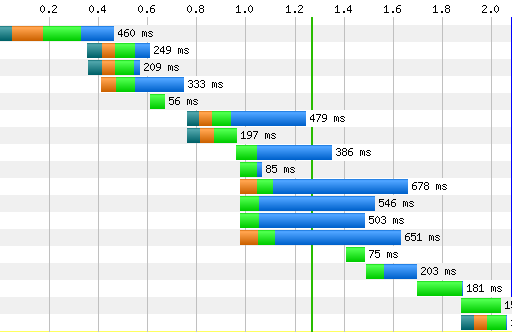 0.2 0.4 0.6 0.8 1.0 1.2 1.4 1.6 1.8 2.0
460 ms
249 ms
209 ms
333 ms
56 ms
479 ms
197 ms
386 ms
85 ms
678 ms
546 ms
503 ms
651 ms
75 ms
203 ms
181 ms